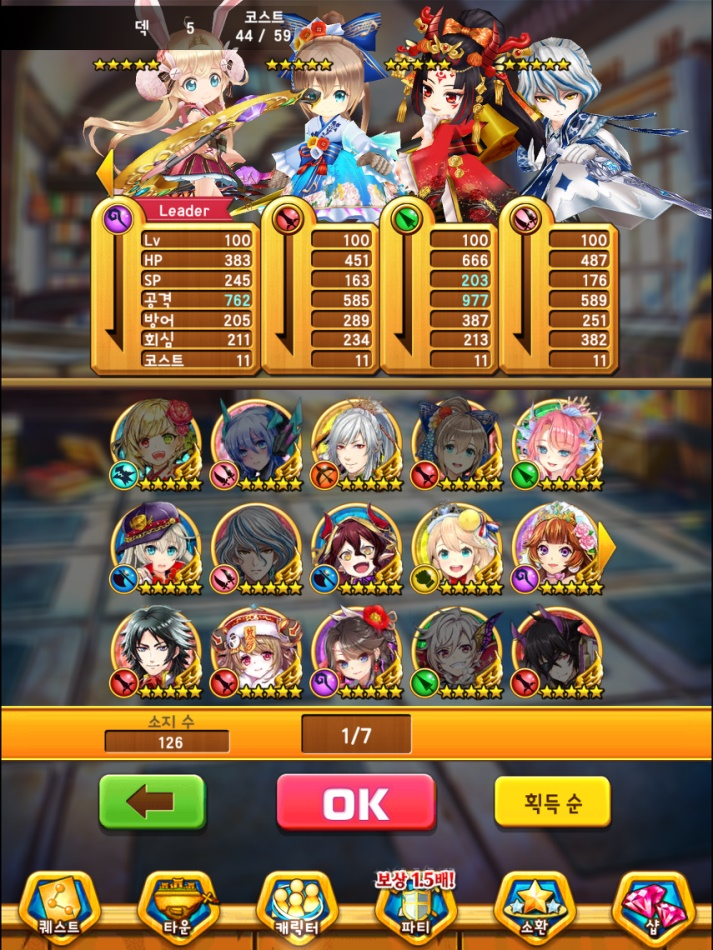 덱 5
코스트
44 / 59
Leader
Lv 100 100 100 100
HP 383 451 666 487
SP 245 163 203 176
공격 762 585 977 589
방어 205 289 387 251
회심 211 234 213 382
코스트 11 11 11 11
소지 수
126
1/7
OK
획득 순
보상 1.5배!
퀘스트 타운 캐릭터 파티 소환 샵